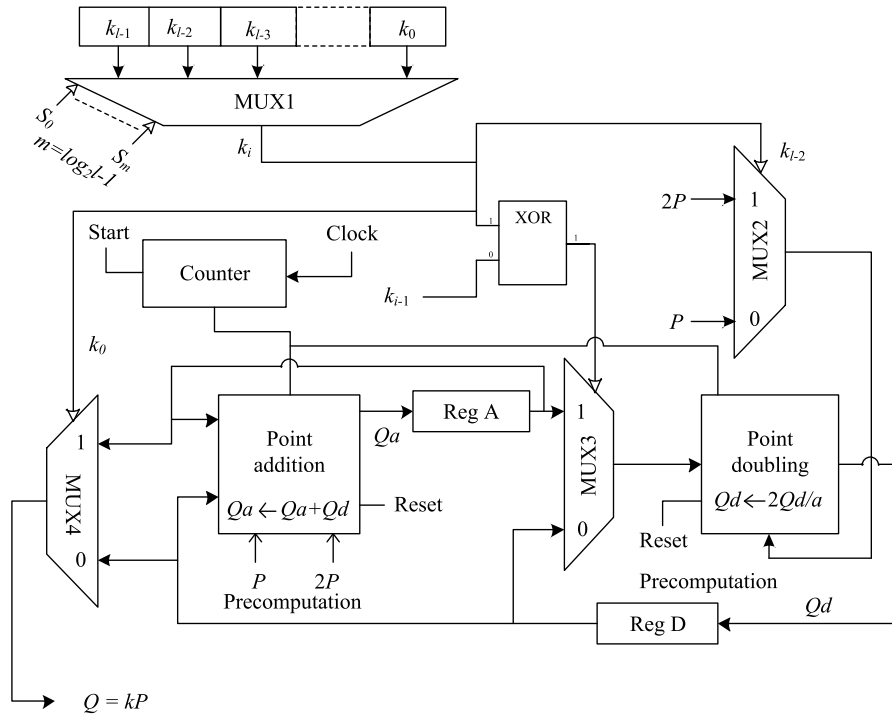 k_{l-1} k_{l-2} k_{l-3} k_0
MUX1
S_0
S_m
m=log_2l-1
k_i
k_{l-2}
2P
1
MUX2
P
0
XOR
1
0
1
k_{i-1}
Start
Clock
Counter
k_0
1
MUX4
0
Point
addition
Qa←Qa+Qd
Qa
Reg A
Reset
P
2P
Precomputation
1
MUX3
0
Point
doubling
Qd←2Qd/a
Reset
Precomputation
Reg D
Qd
Q = kP